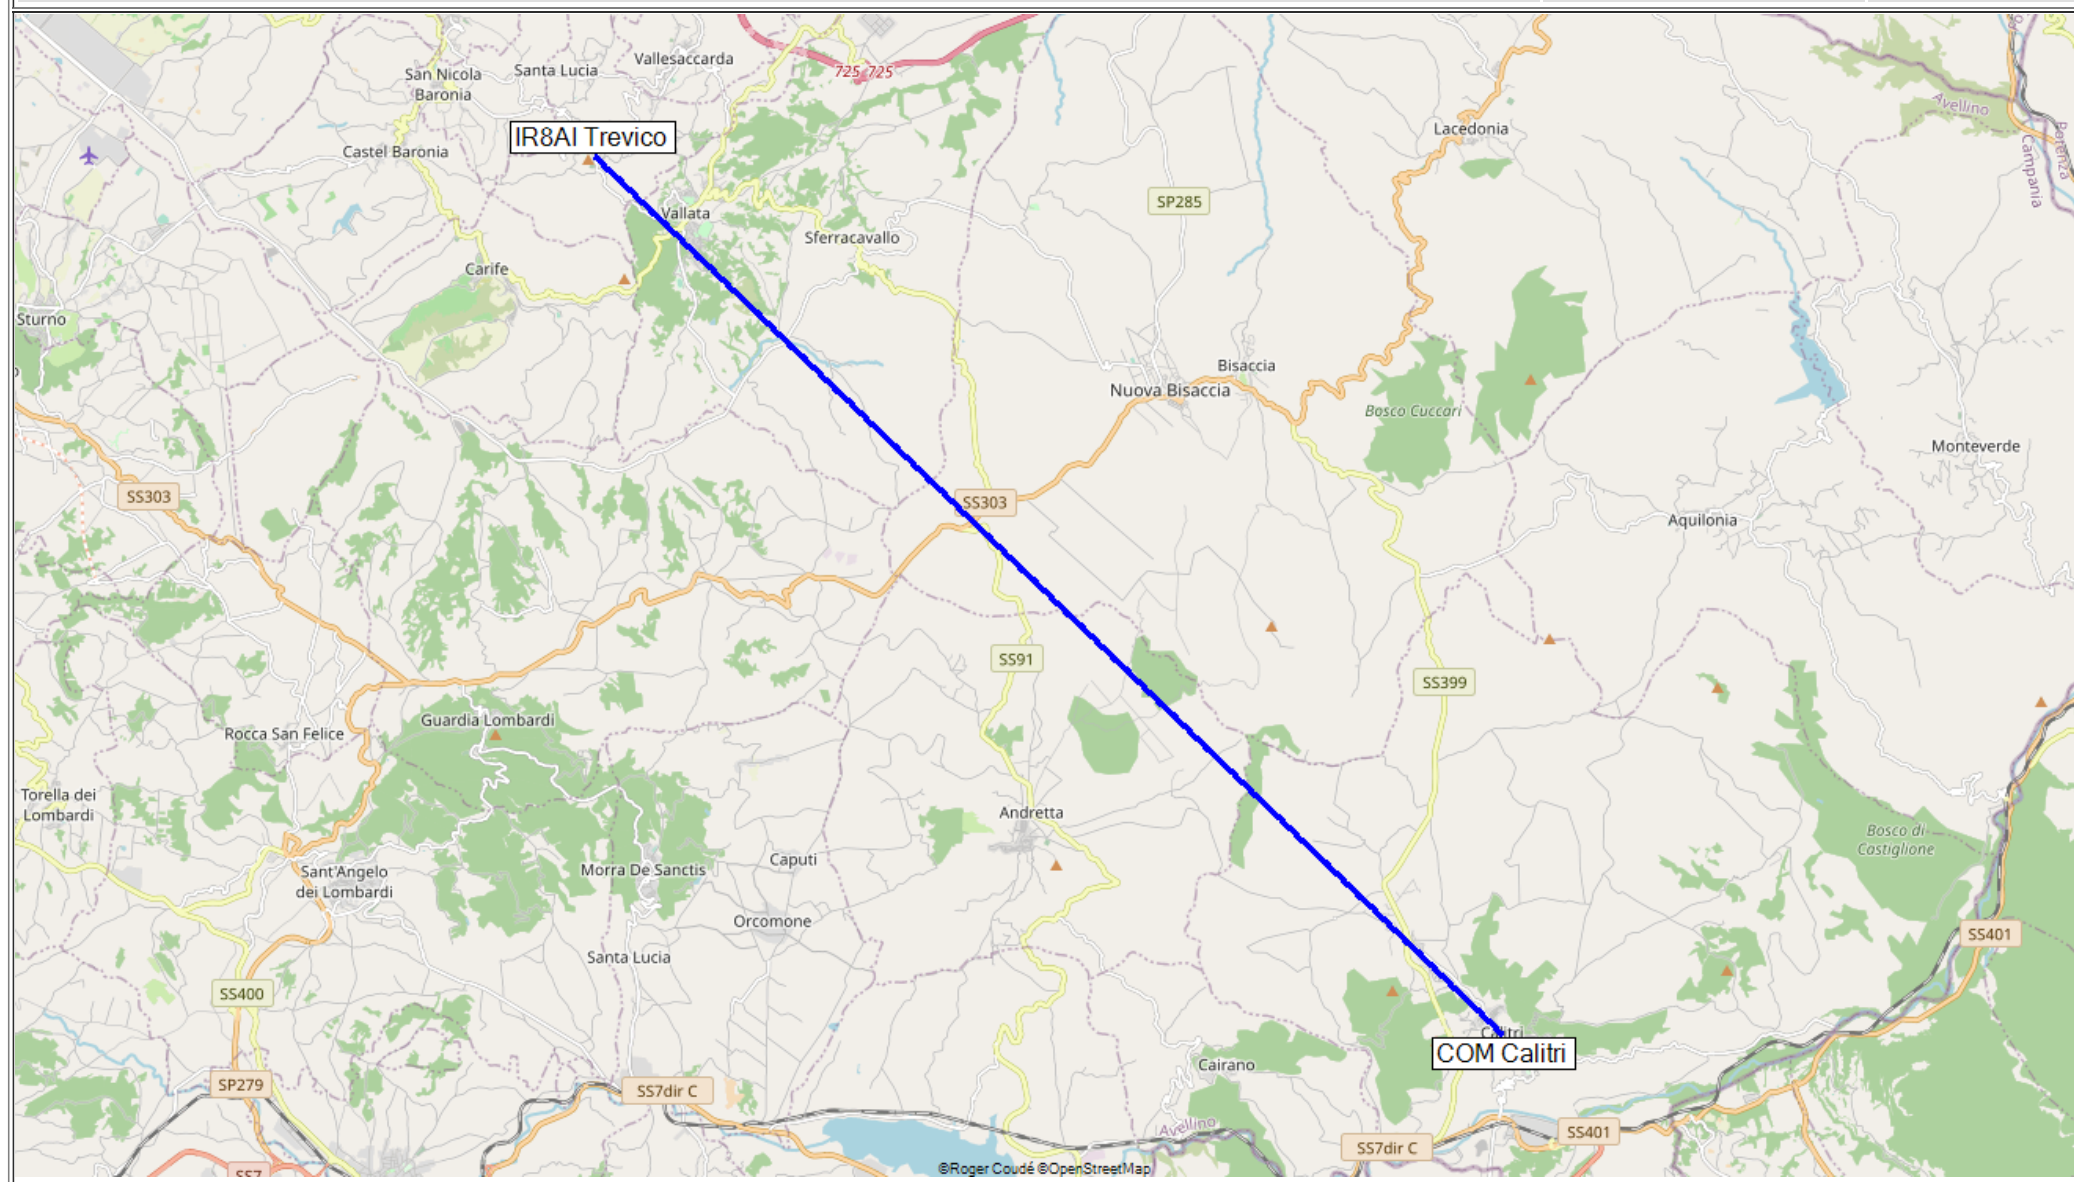 725 725
Vallesaccarda
Santa Lucia
San Nicola
Baronia
Avellino
Lacedonia
IR8AI Trevico
Castel Baronia
Potenza
Campania
SP285
Vallata
Sferracavallo
Carife
Sturno
Bisaccia
Nuova Bisaccia
Bosco Cuccari
Monteverde
SS303
SS303
Aquilonia
SS91
SS399
Guardia Lombardi
Rocca San Felice
Torella dei
Lombardi
Andretta
Bosco di
Castiglione
Caputi
Sant'Angelo
dei Lombardi
Morra De Sanctis
Orcomone
SS401
Santa Lucia
SS400
Calitri
COM Calitri
Cairano
SP279
SS7dir C
Avellino
SS401
SS7dir C
©Roger Coudé ©OpenStreetMap
SS7